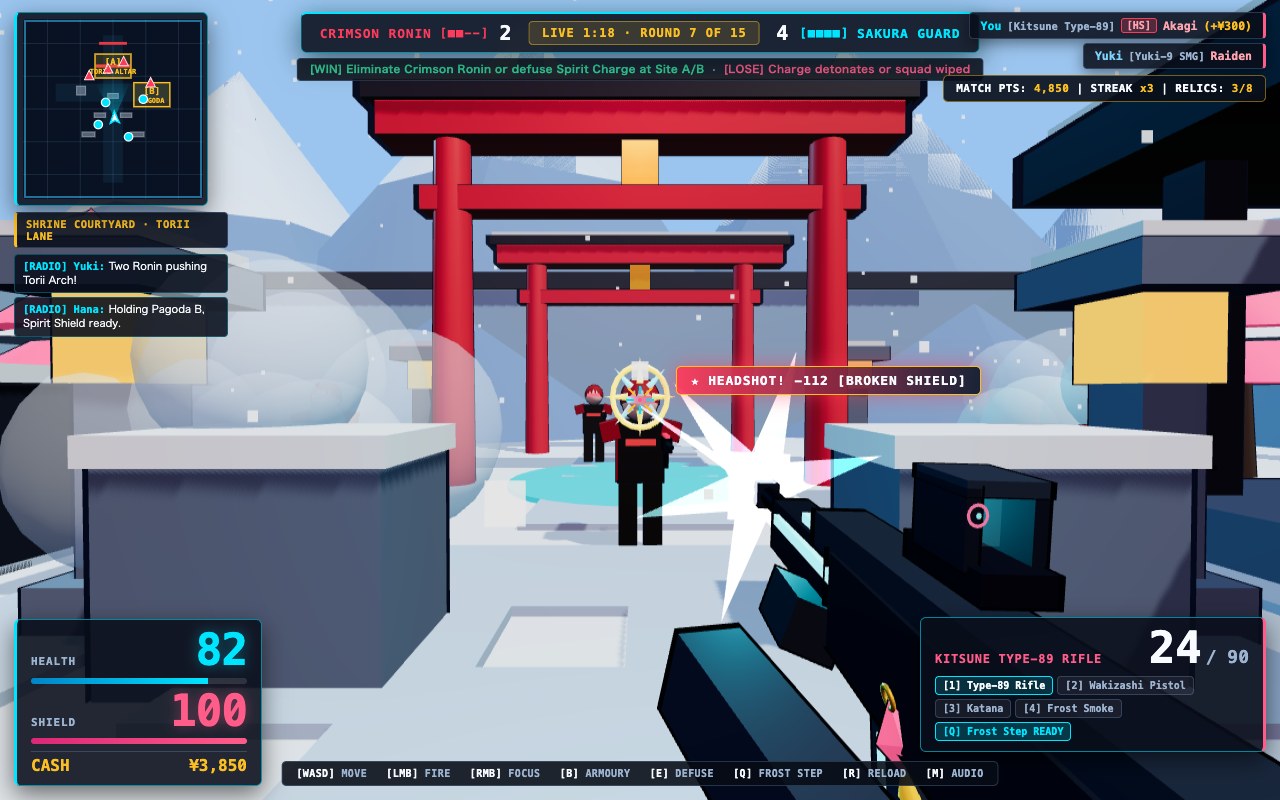 CRIMSON RONIN [■■--] 2 LIVE 1:18 · ROUND 7 OF 15 4 [■■■■] SAKURA GUARD
[WIN] Eliminate Crimson Ronin or defuse Spirit Charge at Site A/B · [LOSE] Charge detonates or squad wiped
You [Kitsune Type-89] [HS] Akagi (+¥300)
Yuki [Yuki-9 SMG] Raiden
MATCH PTS: 4,850 | STREAK x3 | RELICS: 3/8
[A]
[B]
SHRINE COURTYARD · TORII
LANE
[RADIO] Yuki: Two Ronin pushing
Torii Arch!
[RADIO] Hana: Holding Pagoda B,
Spirit Shield ready.
★ HEADSHOT! -112 [BROKEN SHIELD]
HEALTH 82
SHIELD 100
CASH ¥3,850
KITSUNE TYPE-89 RIFLE 24 / 90
[1] Type-89 Rifle [2] Wakizashi Pistol
[3] Katana [4] Frost Smoke
[Q] Frost Step READY
[WASD] MOVE [LMB] FIRE [RMB] FOCUS [B] ARMOURY [E] DEFUSE [Q] FROST STEP [R] RELOAD [M] AUDIO